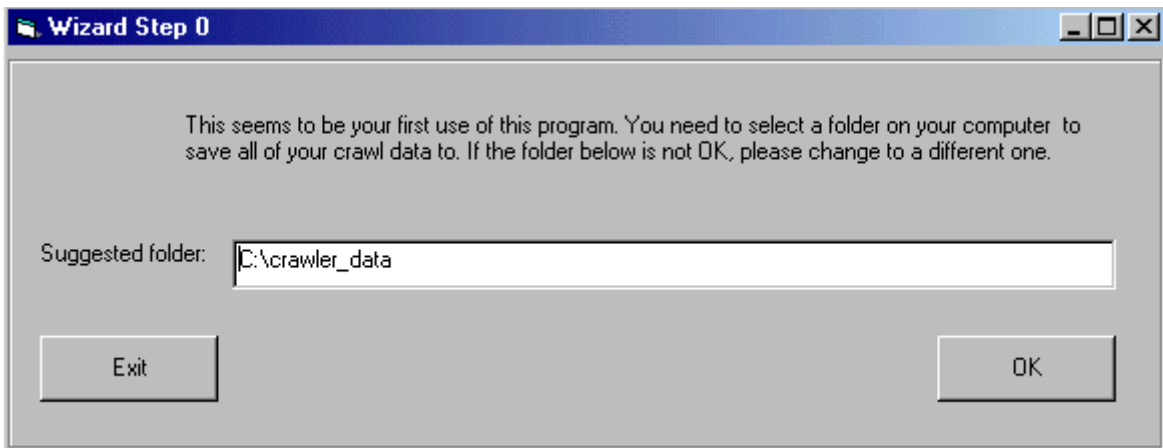 Wizard Step 0
This seems to be your first use of this program. You need to select a folder on your computer  to
save all of your crawl data to. If the folder below is not OK, please change to a different one.
Suggested folder: C:\crawler_data
Exit OK